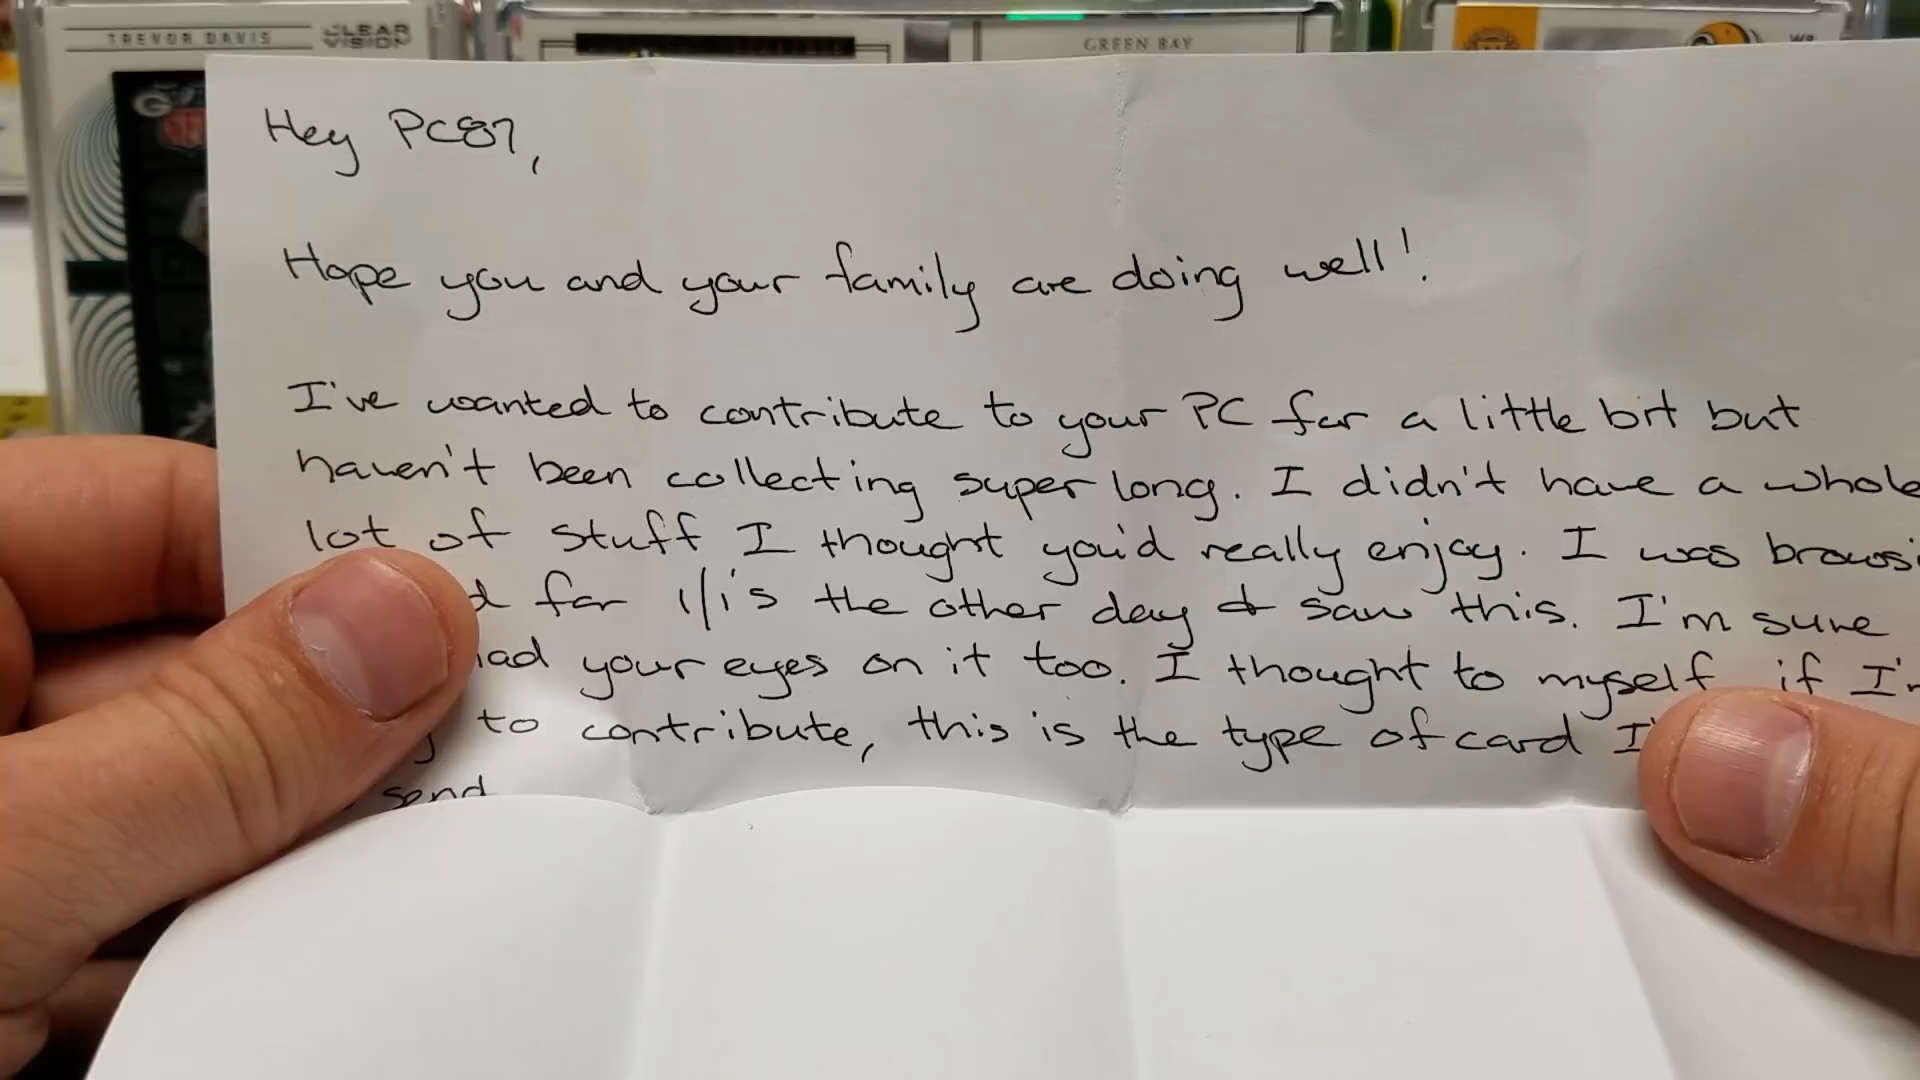 TREVOR DAVIS
CLEAR
VISION
GREEN BAY
WR
Hey PC87,
Hope you and your family are doing well!
I've wanted to contribute to your PC for a little bit but
haven't been collecting super long. I didn't have a whole
lot of stuff I thought you'd really enjoy. I was
for 1/1's the other day & saw this. I'm sure
your eyes on it too. I thought to myself if
to contribute, this is the type of card
send